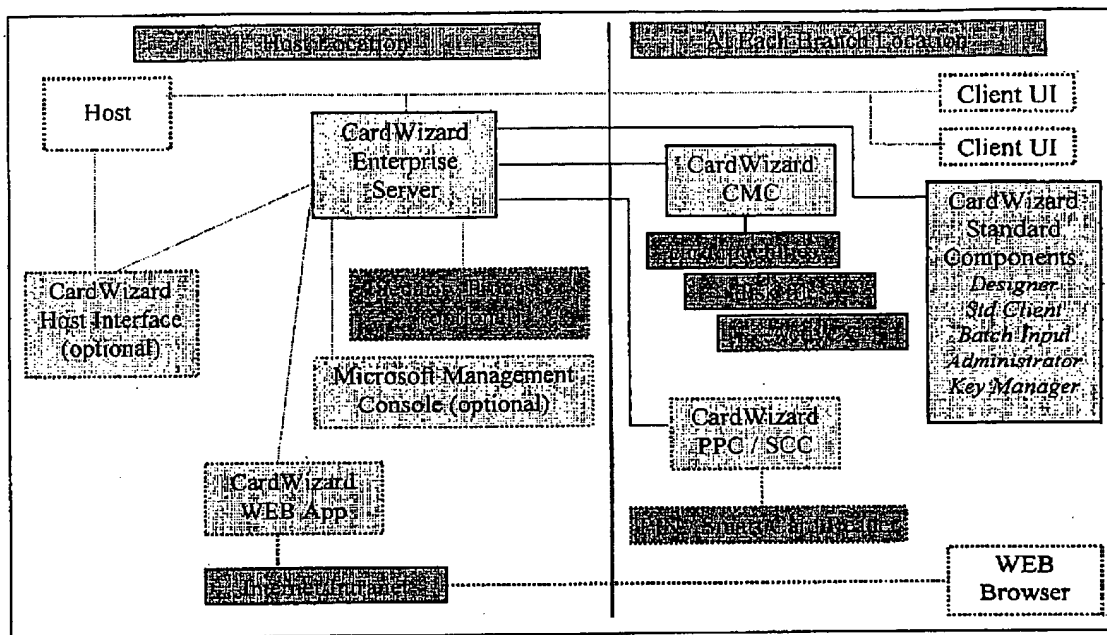 Host Location
At Each Branch Location
Host
Client UI
Client UI
CardWizard
Enterprise
Server
CardWizard
CMC
CardWizard
Standard
Components
Designer
Std Client
Batch Input
Administrator
Key Manager
CardWizard
Host Interface
(optional)
Microsoft Management
Console (optional)
CardWizard
PPC / SCC
CardWizard
WEB App
WEB
Browser